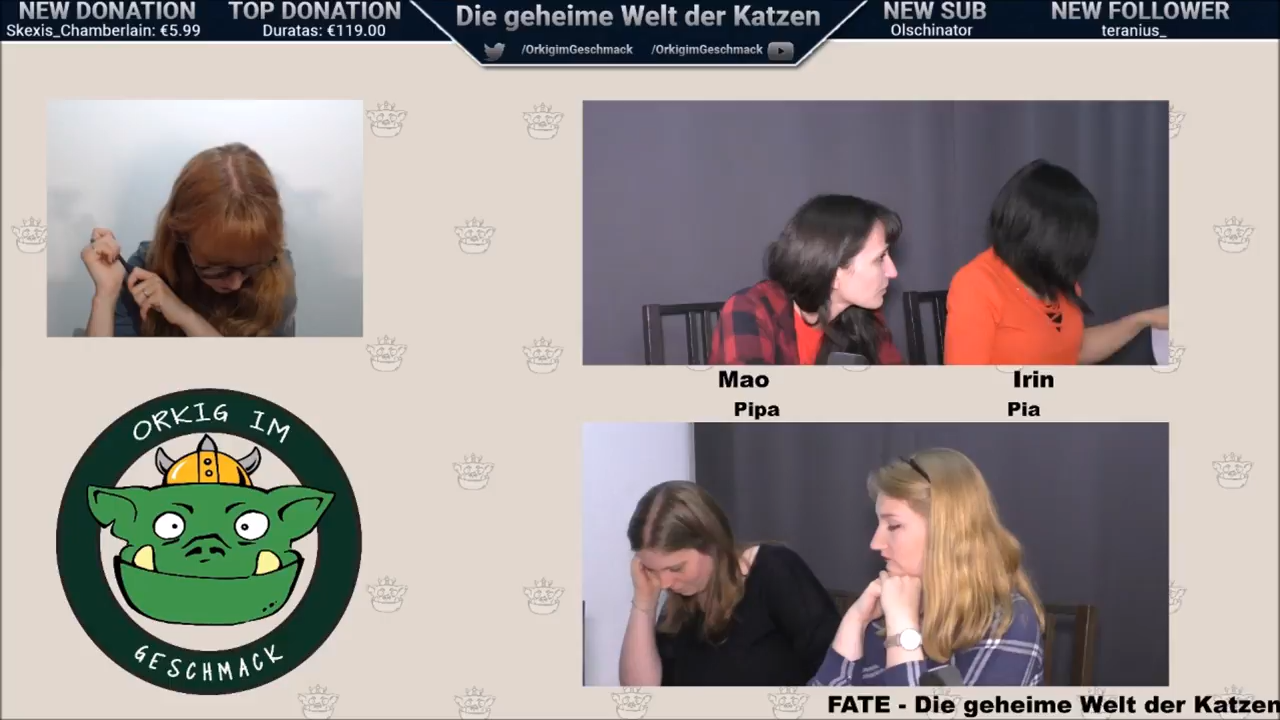 NEW DONATION
Skexis_Chamberlain: €5.99
TOP DONATION
Duratas: €119.00
Die geheime Welt der Katzen
/OrkigimGeschmack
/OrkigimGeschmack
NEW SUB
Olschinator
NEW FOLLOWER
teranius_
Mao
Irin
Pipa
Pia
ORKIG IM
GESCHMACK
FATE - Die geheime Welt der Katzen